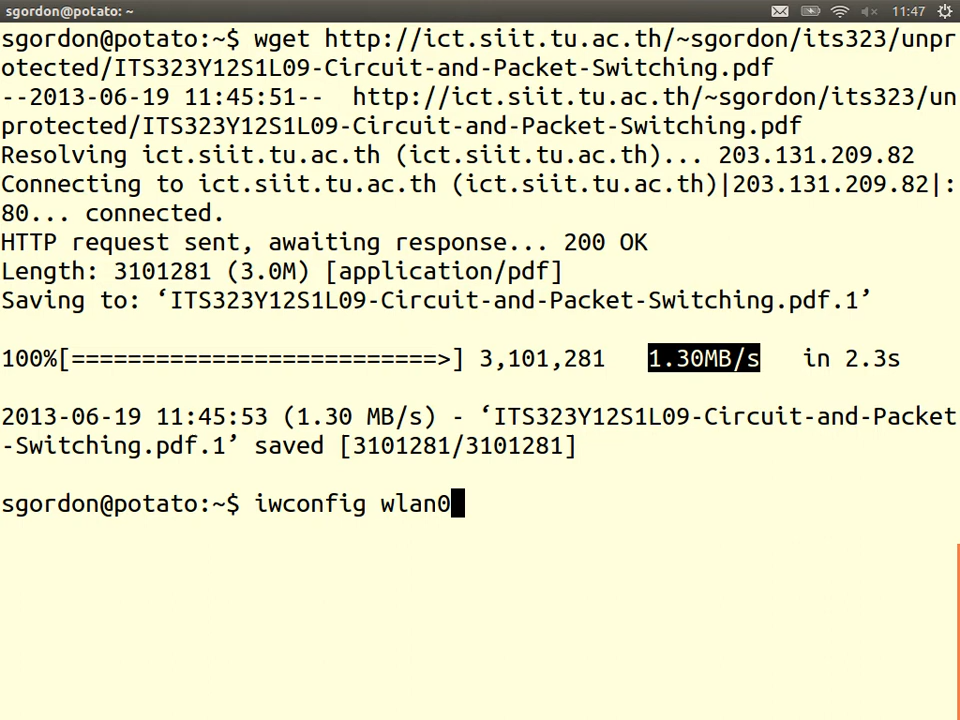 sgordon@potato: ~ 11:47
sgordon@potato:~$ wget http://ict.siit.tu.ac.th/~sgordon/its323/unpr
otected/ITS323Y12S1L09-Circuit-and-Packet-Switching.pdf
--2013-06-19 11:45:51--  http://ict.siit.tu.ac.th/~sgordon/its323/un
protected/ITS323Y12S1L09-Circuit-and-Packet-Switching.pdf
Resolving ict.siit.tu.ac.th (ict.siit.tu.ac.th)... 203.131.209.82
Connecting to ict.siit.tu.ac.th (ict.siit.tu.ac.th)|203.131.209.82|:
80... connected.
HTTP request sent, awaiting response... 200 OK
Length: 3101281 (3.0M) [application/pdf]
Saving to: ‘ITS323Y12S1L09-Circuit-and-Packet-Switching.pdf.1’
100%[==========================>] 3,101,281   1.30MB/s   in 2.3s
2013-06-19 11:45:53 (1.30 MB/s) - ‘ITS323Y12S1L09-Circuit-and-Packet
-Switching.pdf.1’ saved [3101281/3101281]
sgordon@potato:~$ iwconfig wlan0